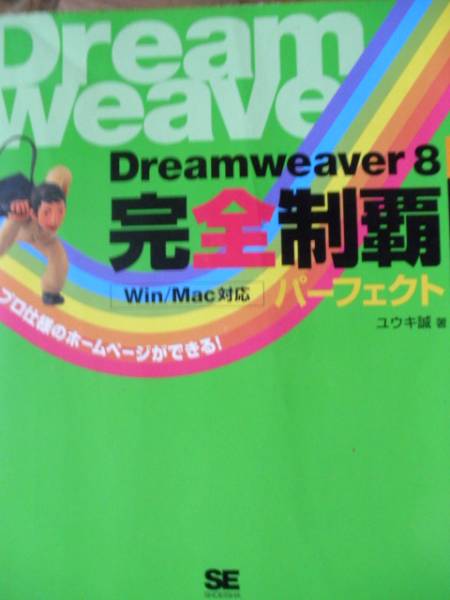 Dream
weave
Dreamweaver 8
完全制覇
Win/Mac対応
パーフェクト
ユウキ誠 著
プロ仕様のホームページができる!
SE
SHOEISHA